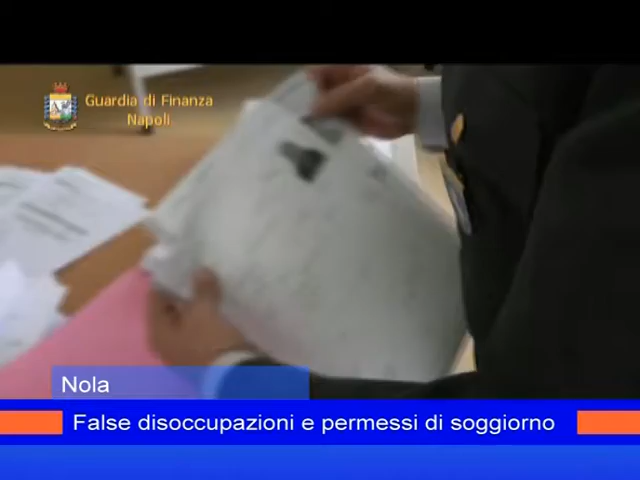 Guardia di Finanza
Napoli
Nola
False disoccupazioni e permessi di soggiorno